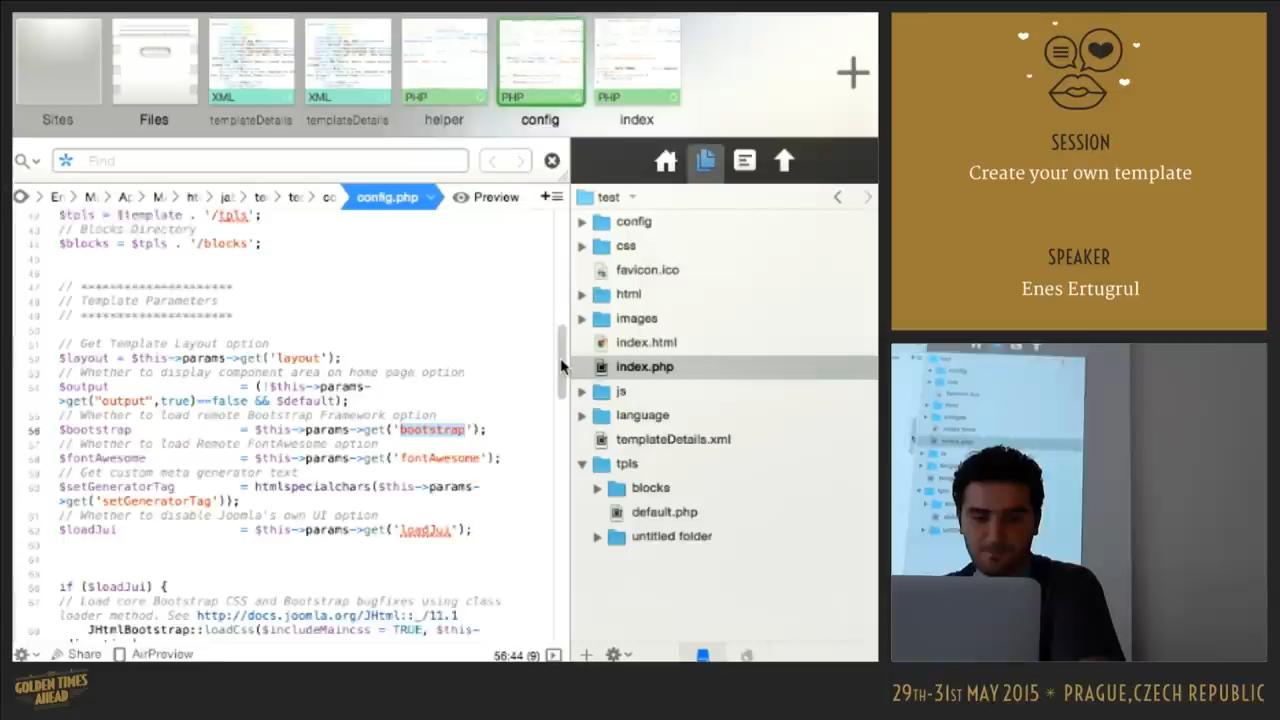 XML
XML
PHP
PHP
PHP
Sites
Files
templateDetails
templateDetails
helper
config
index
Find
config.php
Preview
$tpls = $template . '/tpls';
// Blocks Directory
$blocks = $tpls . '/blocks';
// *********************
// Template Parameters
// *********************
// Get Template Layout option
$layout = $this->params->get('layout');
// Whether to display component area on home page option
$output = (!$this->params-
>get("output",true)==false && $default);
// Whether to load remote Bootstrap Framework option
$bootstrap = $this->params->get('bootstrap');
// Whether to load Remote FontAwesome option
$fontAwesome = $this->params->get('fontAwesome');
// Get custom meta generator text
$setGeneratorTag = htmlspecialchars($this->params-
>get('setGeneratorTag'));
// Whether to disable Joomla's own UI option
$loadJui = $this->params->get('loadJui');
if ($loadJui) {
// Load core Bootstrap CSS and Bootstrap bugfixes using class
loader method. See http://docs.joomla.org/JHtml::_/11.1
JHtmlBootstrap::loadCss($includeMaincss = TRUE, $this-
Share
AirPreview
56:44 (9)
test
config
css
favicon.ico
html
images
index.html
index.php
js
language
templateDetails.xml
tpls
blocks
default.php
untitled folder
SESSION
Create your own template
SPEAKER
Enes Ertugrul
GOLDEN TIMES
AHEAD
29TH-31ST MAY 2015 * PRAGUE,CZECH REPUBLIC